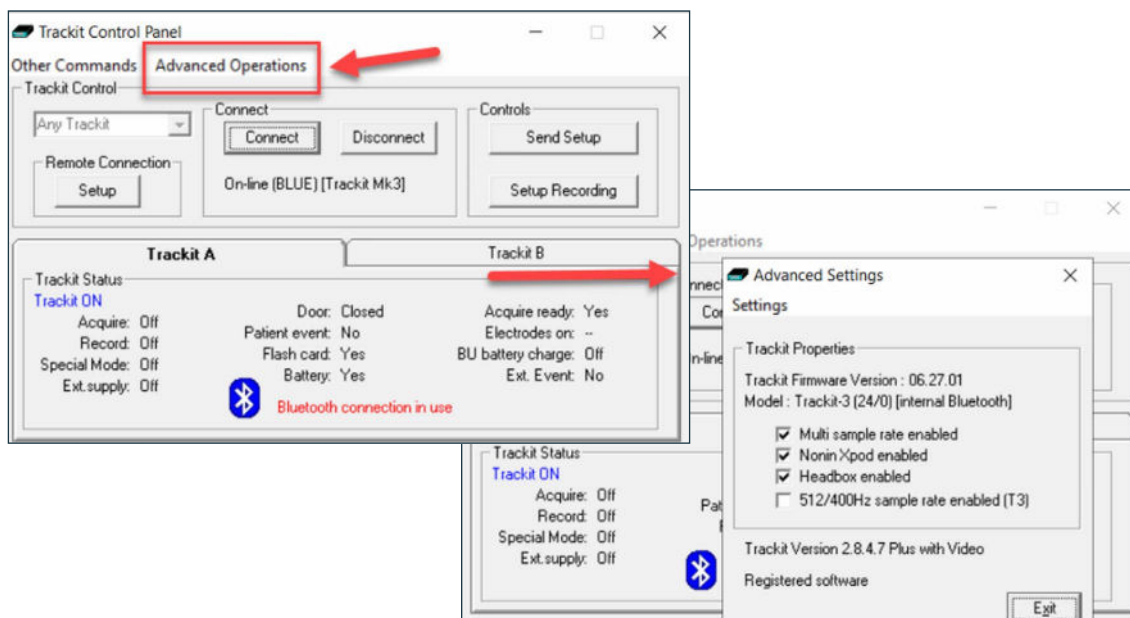 Trackit Control Panel
Other Commands Advanced Operations
Trackit Control
Any Trackit
Remote Connection
Setup
Connect
Connect Disconnect
On-line (BLUE) [Trackit Mk3]
Controls
Send Setup
Setup Recording
Trackit A Trackit B
Trackit Status
Trackit ON
Acquire: Off
Record: Off
Special Mode: Off
Ext.supply: Off
Door: Closed
Patient event: No
Flash card: Yes
Battery: Yes
Acquire ready: Yes
Electrodes on: --
BU battery charge: Off
Ext. Event: No
Bluetooth connection in use
Operations
Trackit Status
Trackit ON
Acquire: Off
Record: Off
Special Mode: Off
Ext.supply: Off
Advanced Settings
Settings
Trackit Properties
Trackit Firmware Version : 06.27.01
Model : Trackit-3 (24/0) [internal Bluetooth]
Multi sample rate enabled
Nonin Xpod enabled
Headbox enabled
512/400Hz sample rate enabled (T3)
Trackit Version 2.8.4.7 Plus with Video
Registered software
Exit